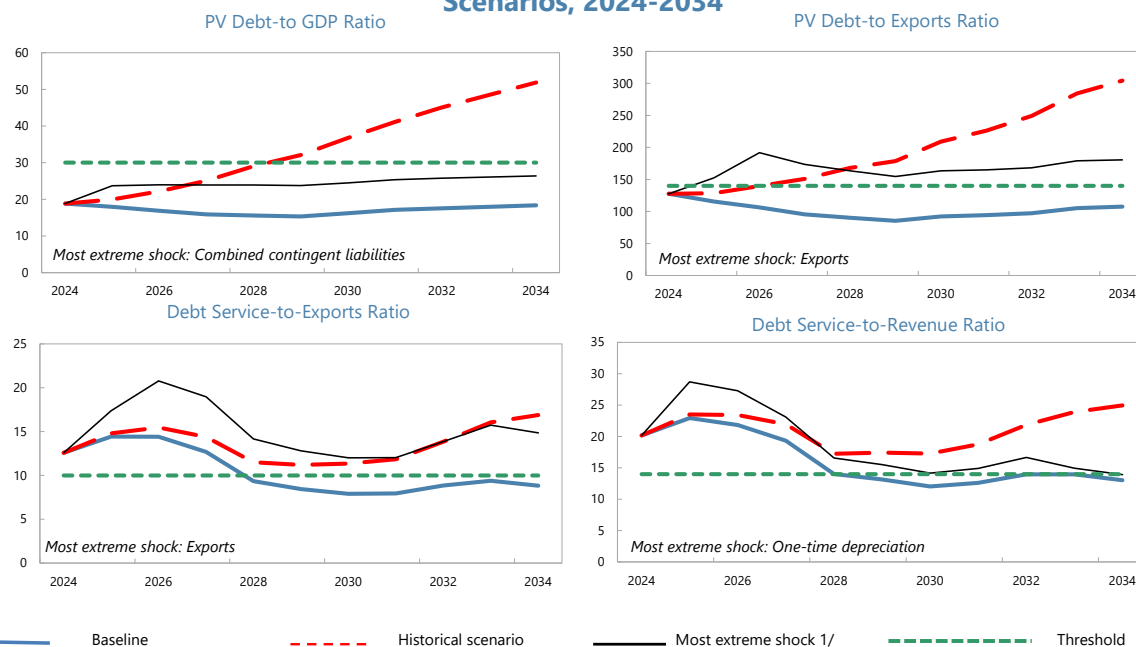 Scenarios, 2024-2034
PV Debt-to GDP Ratio
60
50
40
30
20
10
0
Most extreme shock: Combined contingent liabilities
2024 2026 2028 2030 2032 2034
PV Debt-to Exports Ratio
350
300
250
200
150
100
50
0
Most extreme shock: Exports
2024 2026 2028 2030 2032 2034
Debt Service-to-Exports Ratio
25
20
15
10
5
0
Most extreme shock: Exports
2024 2026 2028 2030 2032 2034
Debt Service-to-Revenue Ratio
35
30
25
20
15
10
5
0
Most extreme shock: One-time depreciation
2024 2026 2028 2030 2032 2034
Baseline Historical scenario Most extreme shock 1/ Threshold